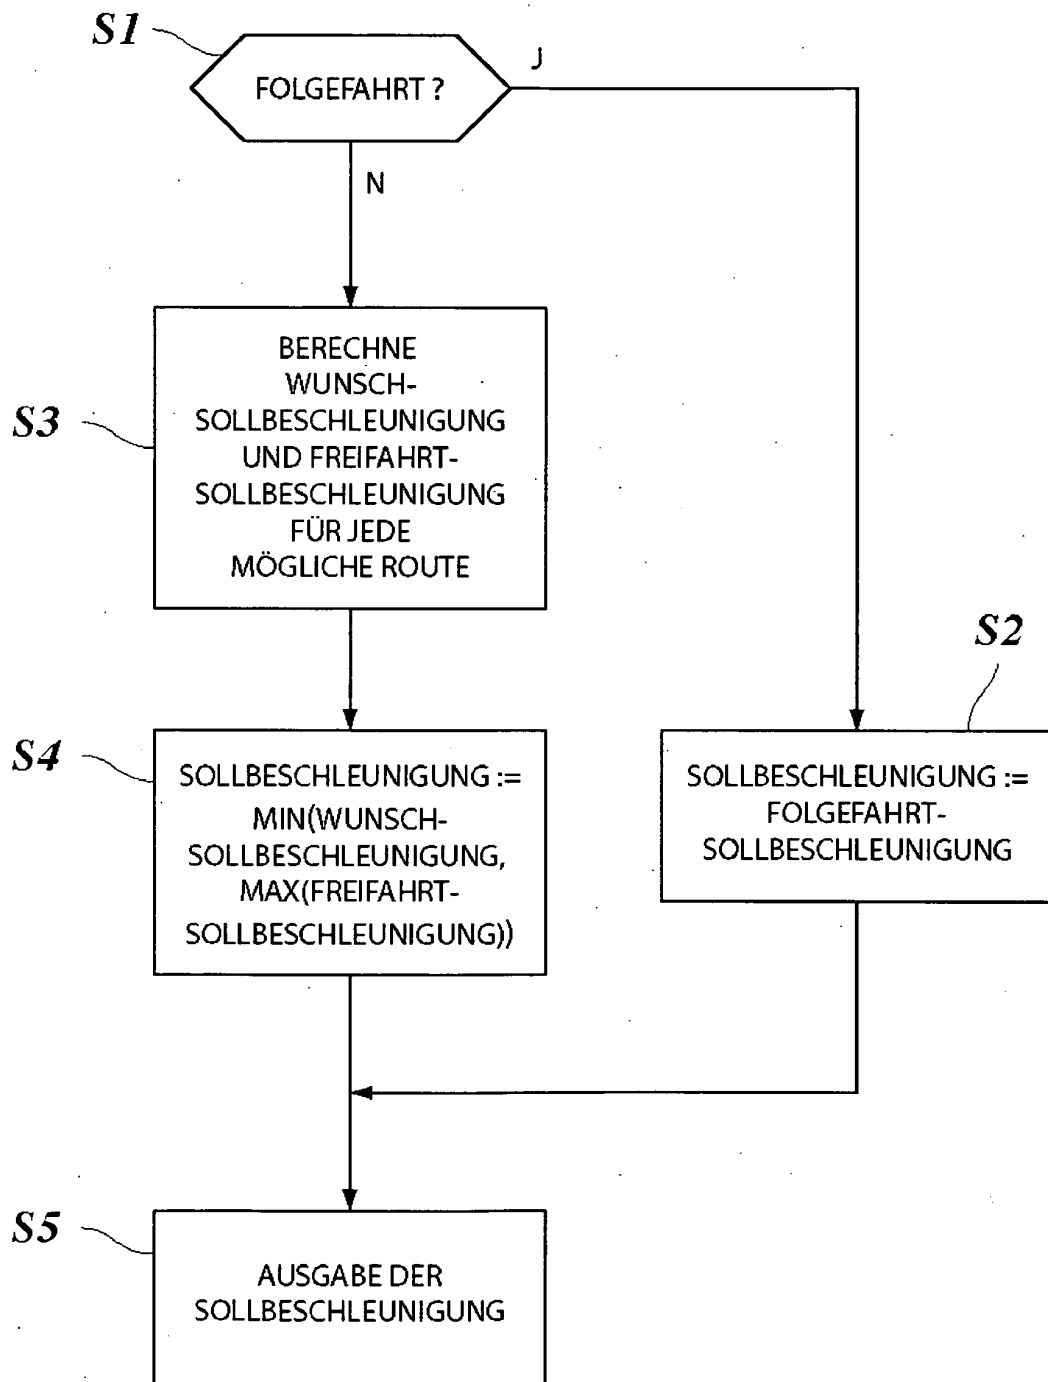 S1
J
FOLGEFAHRT ?
N
BERECHNE
WUNSCH-
SOLLBESCHLEUNIGUNG
UND FREIFAHRT-
SOLLBESCHLEUNIGUNG
FÜR JEDE
MÖGLICHE ROUTE
S3
S2
S4
SOLLBESCHLEUNIGUNG :=
MIN(WUNSCH-
SOLLBESCHLEUNIGUNG,
MAX(FREIFAHRT-
SOLLBESCHLEUNIGUNG))
SOLLBESCHLEUNIGUNG :=
FOLGEFAHRT-
SOLLBESCHLEUNIGUNG
S5
AUSGABE DER
SOLLBESCHLEUNIGUNG